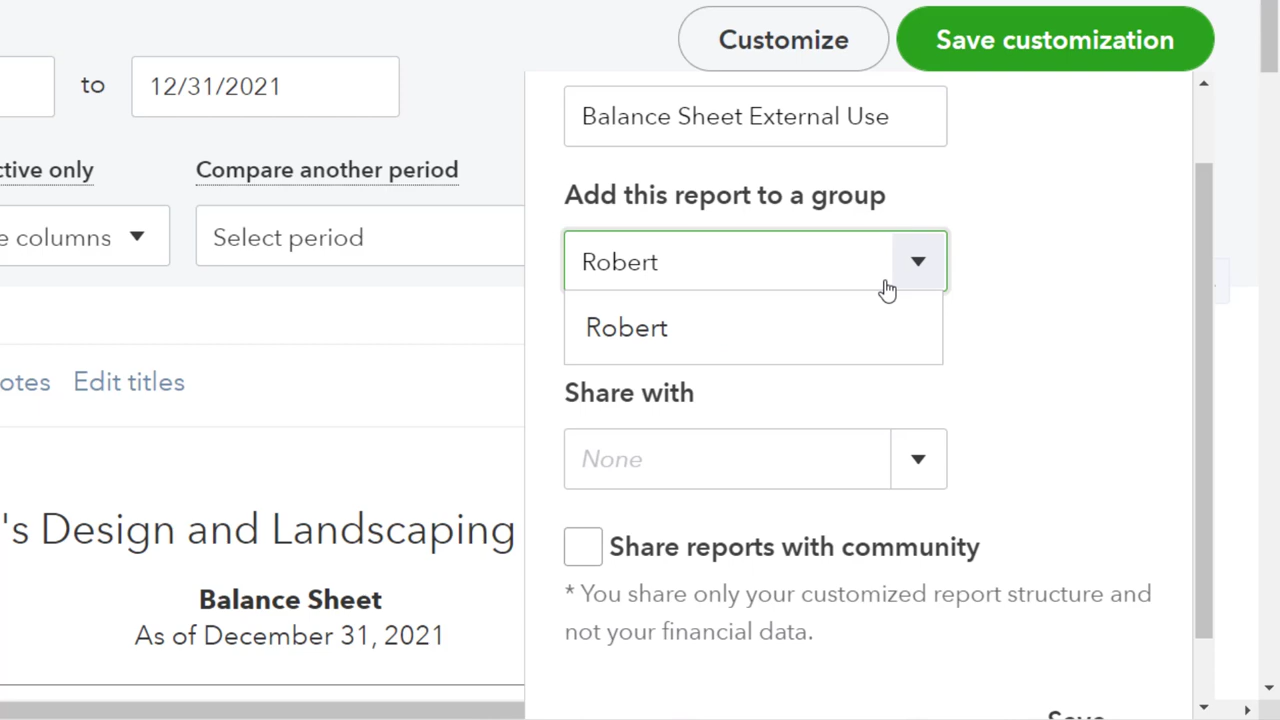 Customize
Save customization
to
12/31/2021
Balance Sheet External Use
Compare another period
only
Add this report to a group
columns
Select period
Robert
Robert
Edit titles
Share with
None
's Design and Landscaping
Share reports with community
Balance Sheet
* You share only your customized report structure and
As of December 31, 2021
not your financial data.